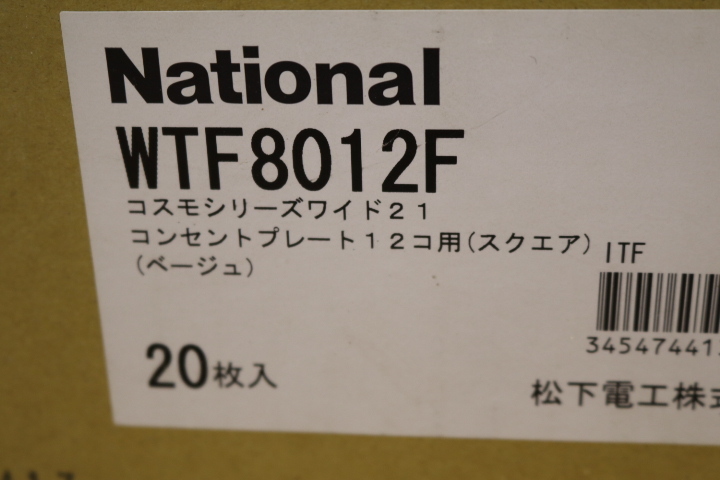 National
WTF8012F
コスモシリーズワイド２１
コンセントプレート１２コ用(スクエア)
(ベージュ)
ITF
20枚入
松下電工株式